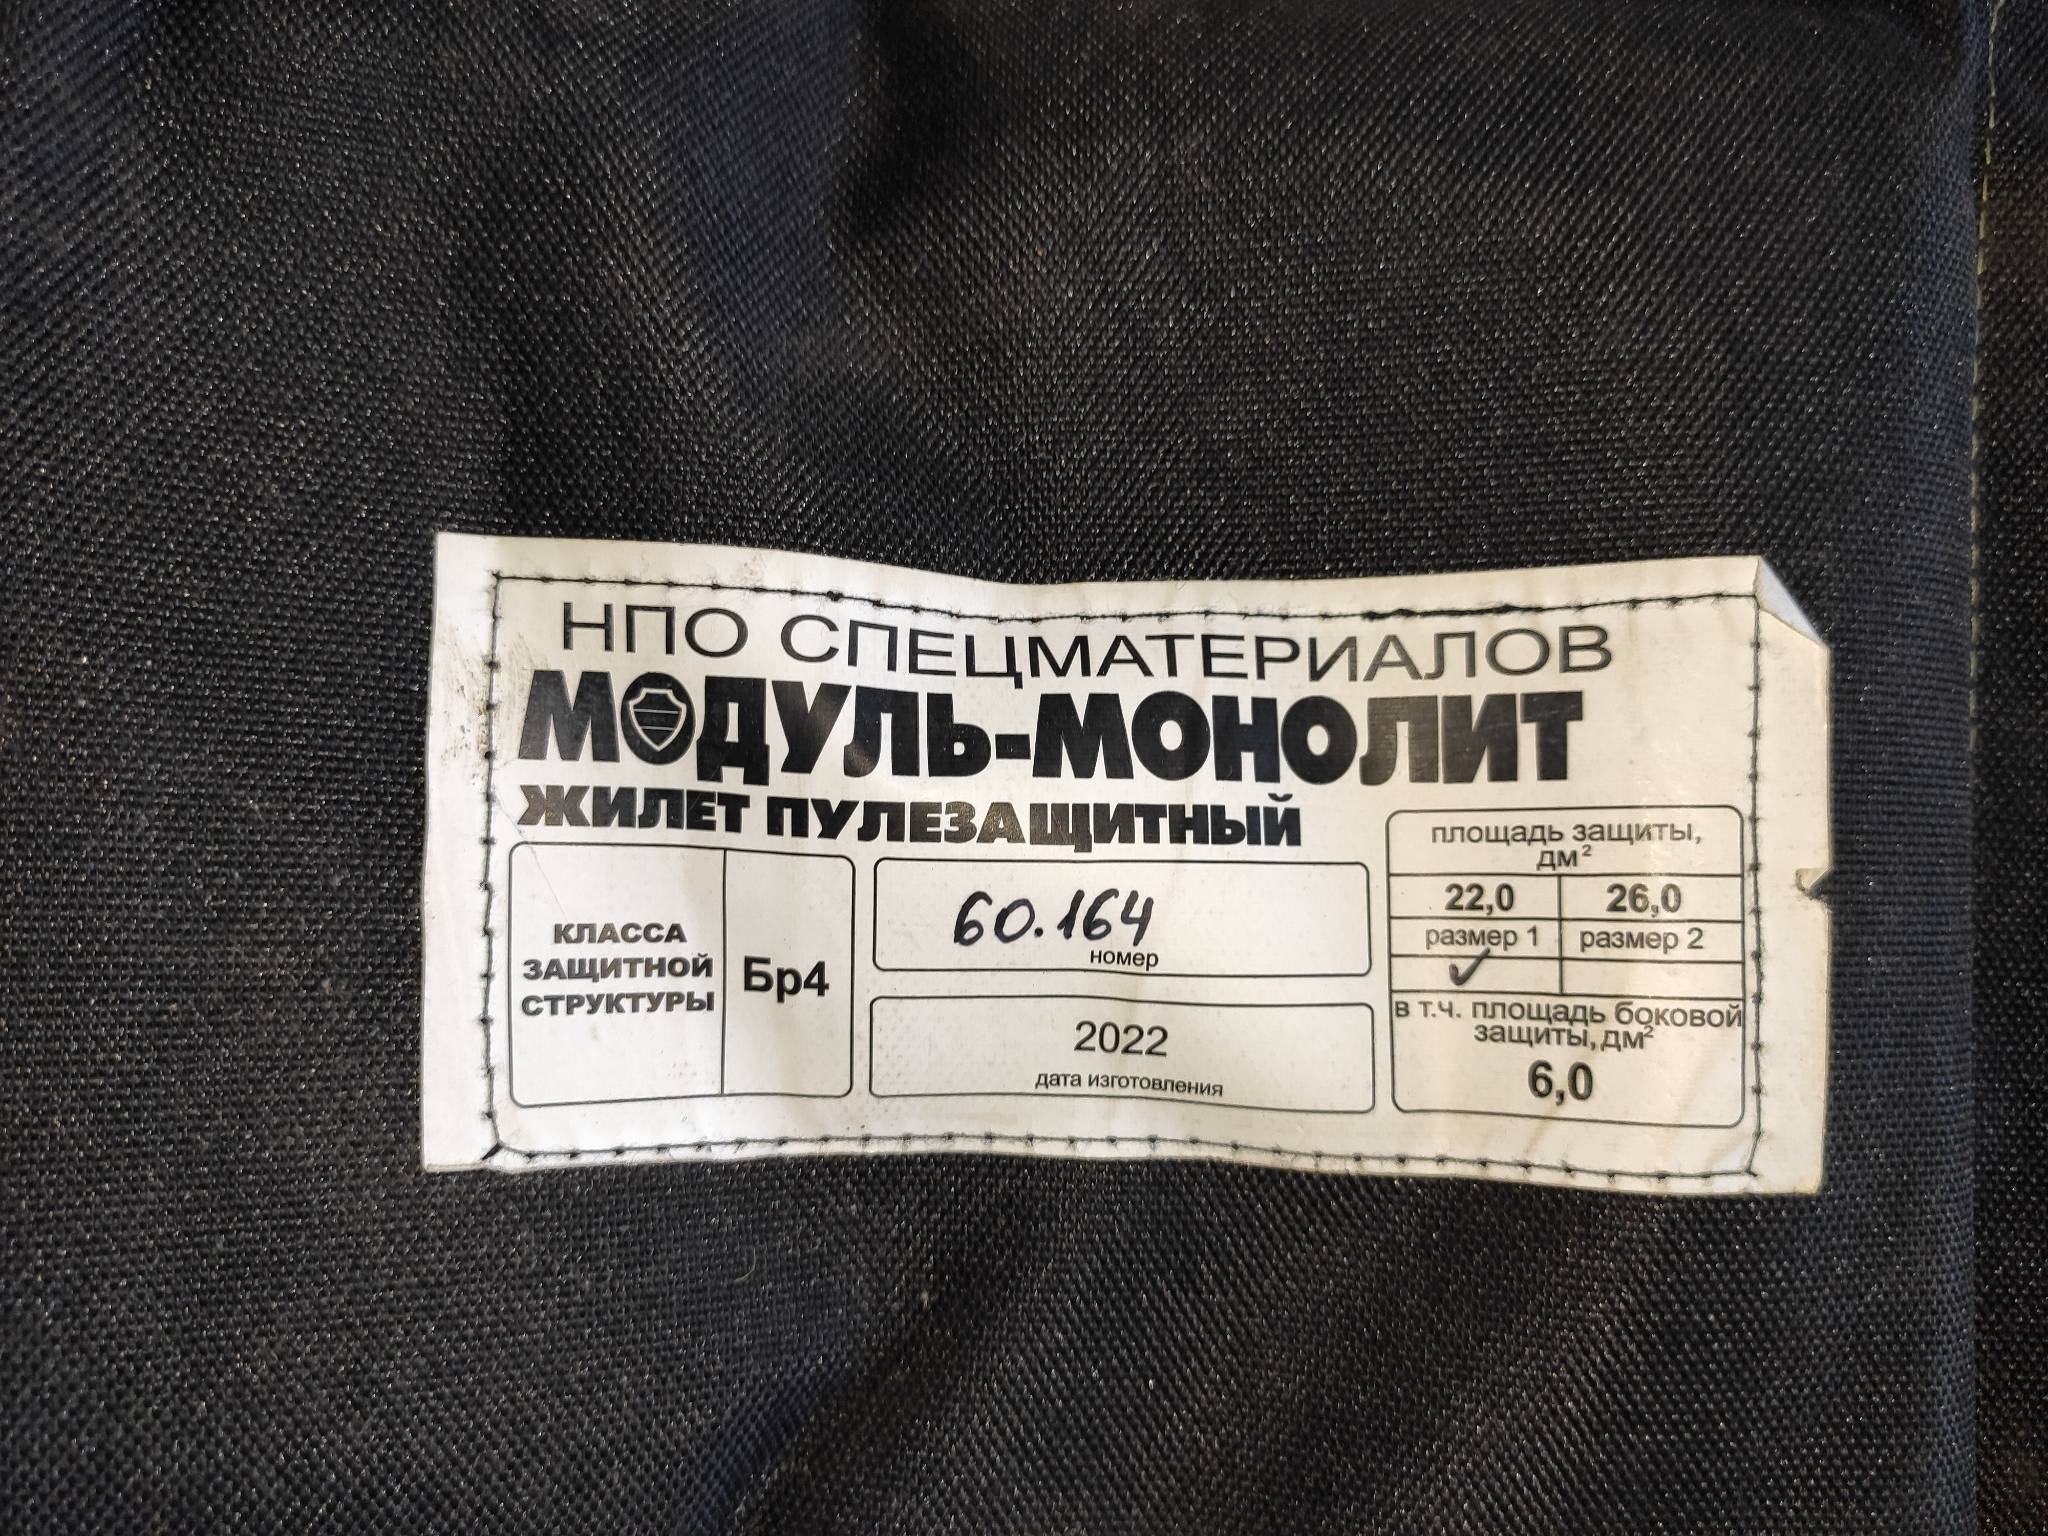 НПО СПЕЦМАТЕРИАЛОВ
МОДУЛЬ-МОНОЛИТ
ЖИЛЕТ ПУЛЕЗАЩИТНЫЙ
КЛАССА
ЗАЩИТНОЙ
СТРУКТУРЫ
Бр4
60.164
номер
2022
дата изготовления
площадь защиты,
дм²
22,0 26,0
размер 1 размер 2
✓
в т.ч. площадь боковой
защиты, дм²
6,0